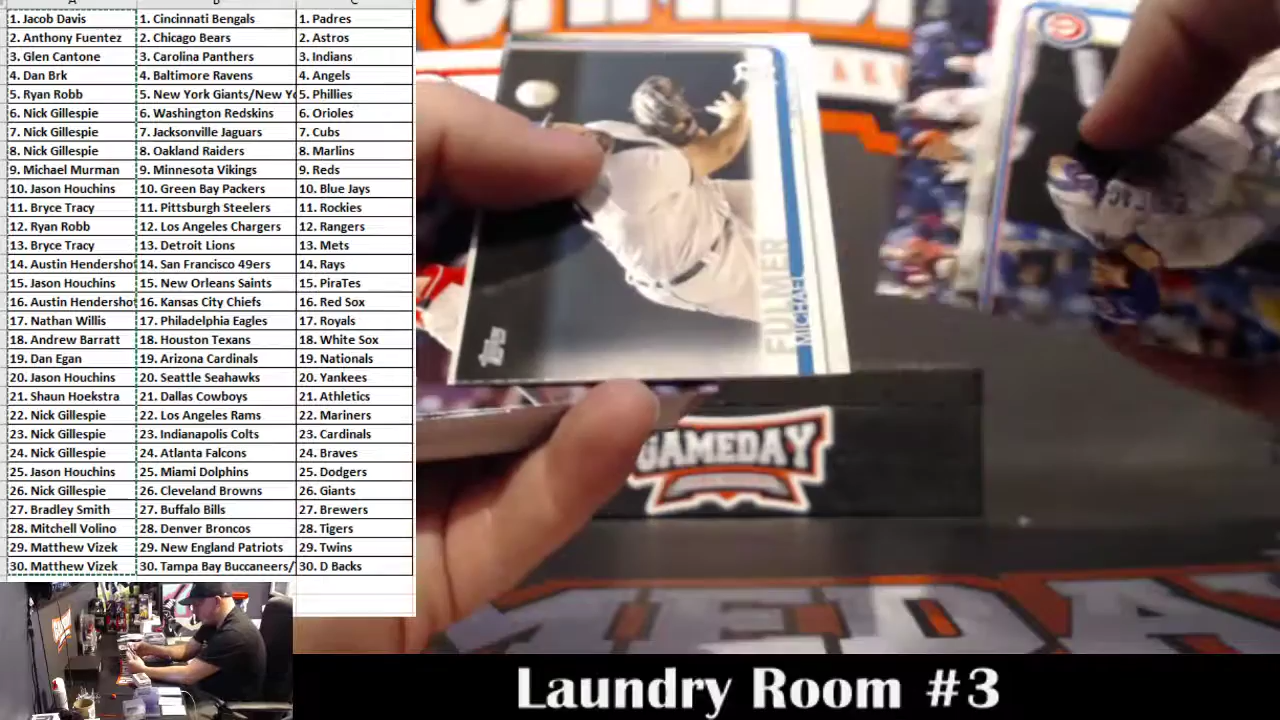 1. Jacob Davis 1. Cincinnati Bengals 1. Padres
2. Anthony Fuentez 2. Chicago Bears 2. Astros
3. Glen Cantone 3. Carolina Panthers 3. Indians
4. Dan Brk 4. Baltimore Ravens 4. Angels
5. Ryan Robb 5. New York Giants/New Yo 5. Phillies
6. Nick Gillespie 6. Washington Redskins 6. Orioles
7. Nick Gillespie 7. Jacksonville Jaguars 7. Cubs
8. Nick Gillespie 8. Oakland Raiders 8. Marlins
9. Michael Murman 9. Minnesota Vikings 9. Reds
10. Jason Houchins 10. Green Bay Packers 10. Blue Jays
11. Bryce Tracy 11. Pittsburgh Steelers 11. Rockies
12. Ryan Robb 12. Los Angeles Chargers 12. Rangers
13. Bryce Tracy 13. Detroit Lions 13. Mets
14. Austin Hendersho 14. San Francisco 49ers 14. Rays
15. Jason Houchins 15. New Orleans Saints 15. PiraTes
16. Austin Hendersho 16. Kansas City Chiefs 16. Red Sox
17. Nathan Willis 17. Philadelphia Eagles 17. Royals
18. Andrew Barratt 18. Houston Texans 18. White Sox
19. Dan Egan 19. Arizona Cardinals 19. Nationals
20. Jason Houchins 20. Seattle Seahawks 20. Yankees
21. Shaun Hoekstra 21. Dallas Cowboys 21. Athletics
22. Nick Gillespie 22. Los Angeles Rams 22. Mariners
23. Nick Gillespie 23. Indianapolis Colts 23. Cardinals
24. Nick Gillespie 24. Atlanta Falcons 24. Braves
25. Jason Houchins 25. Miami Dolphins 25. Dodgers
26. Nick Gillespie 26. Cleveland Browns 26. Giants
27. Bradley Smith 27. Buffalo Bills 27. Brewers
28. Mitchell Volino 28. Denver Broncos 28. Tigers
29. Matthew Vizek 29. New England Patriots 29. Twins
30. Matthew Vizek 30. Tampa Bay Buccaneers/ 30. D Backs
FULMER
MICHAEL
Topps
GAMEDAY
Laundry Room #3